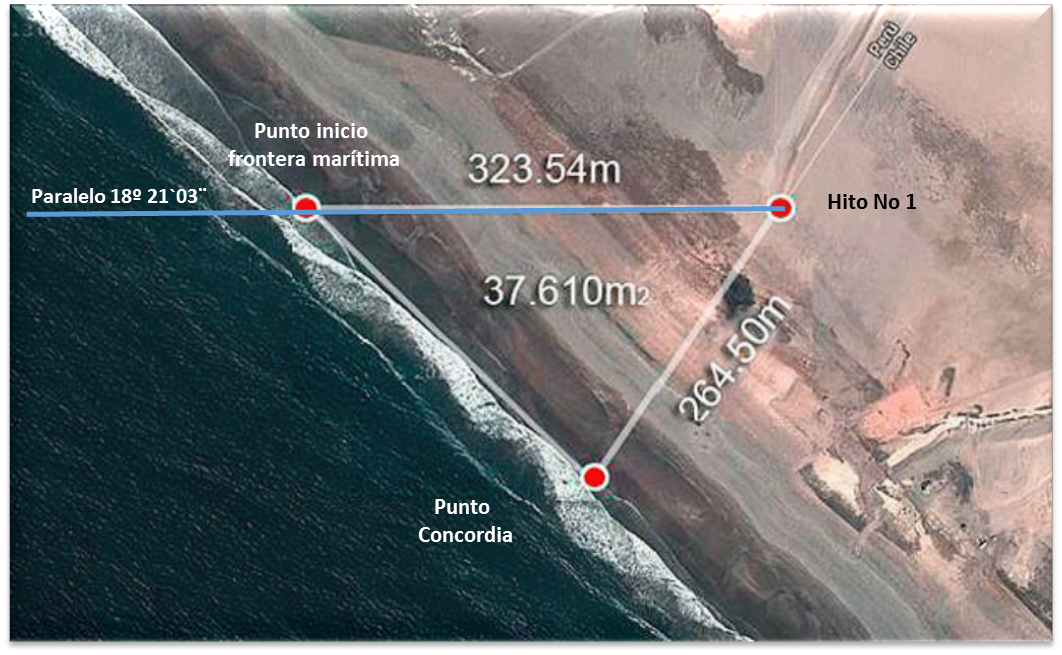 Perú
Chile
Punto inicio
frontera marítima
323.54m
Paralelo 18º 21`03¨
Hito No 1
37.610m2
264.50m
Punto
Concordia